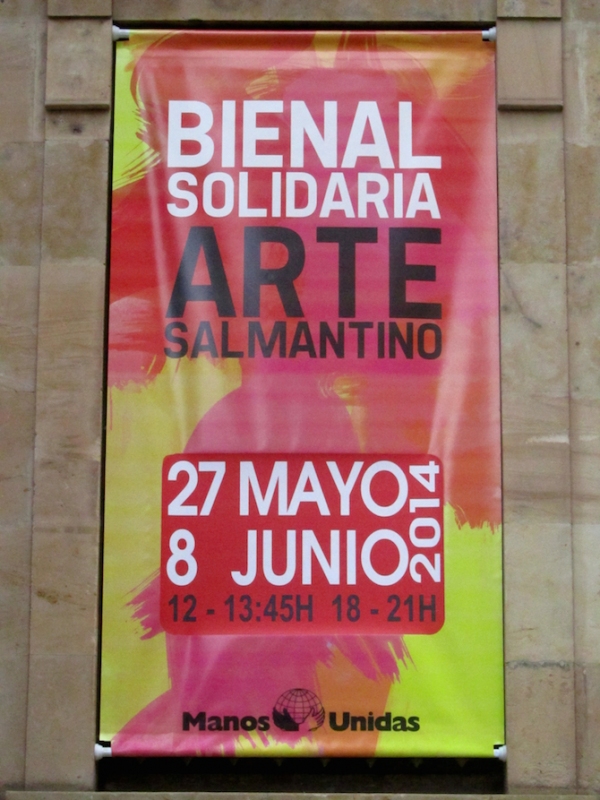 BIENAL
SOLIDARIA
ARTE
SALMANTINO
27 MAYO
8 JUNIO
2014
12 - 13:45H 18 - 21H
Manos Unidas